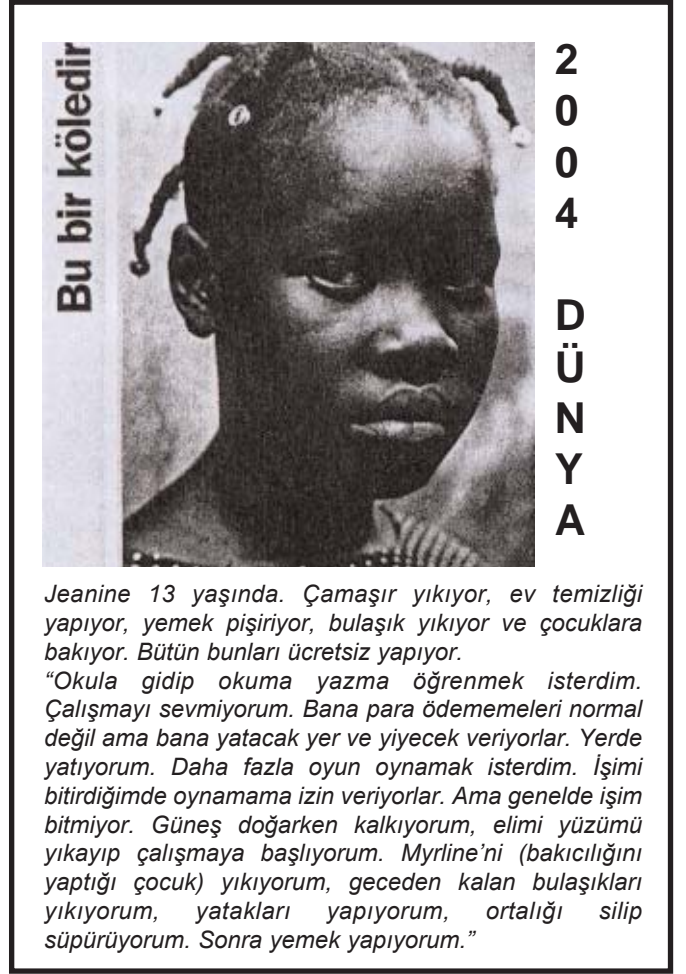 Bu bir köledir
2004 DÜNYA
Jeanine 13 yaşında. Çamaşır yıkıyor, ev temizliği
yapıyor, yemek pişiriyor, bulaşık yıkıyor ve çocuklara
bakıyor. Bütün bunları ücretsiz yapıyor.
“Okula gidip okuma yazma öğrenmek isterdim.
Çalışmayı sevmiyorum. Bana para ödememeleri normal
değil ama bana yatacak yer ve yiyecek veriyorlar. Yerde
yatıyorum. Daha fazla oyun oynamak isterdim. İşimi
bitirdiğimde oynamama izin veriyorlar. Ama genelde işim
bitmiyor. Güneş doğarken kalkıyorum, elimi yüzümü
yıkayıp çalışmaya başlıyorum. Myrline’ni (bakıcılığını
yaptığı çocuk) yıkıyorum, geceden kalan bulaşıkları
yıkıyorum, yatakları yapıyorum, ortalığı silip
süpürüyorum. Sonra yemek yapıyorum.”